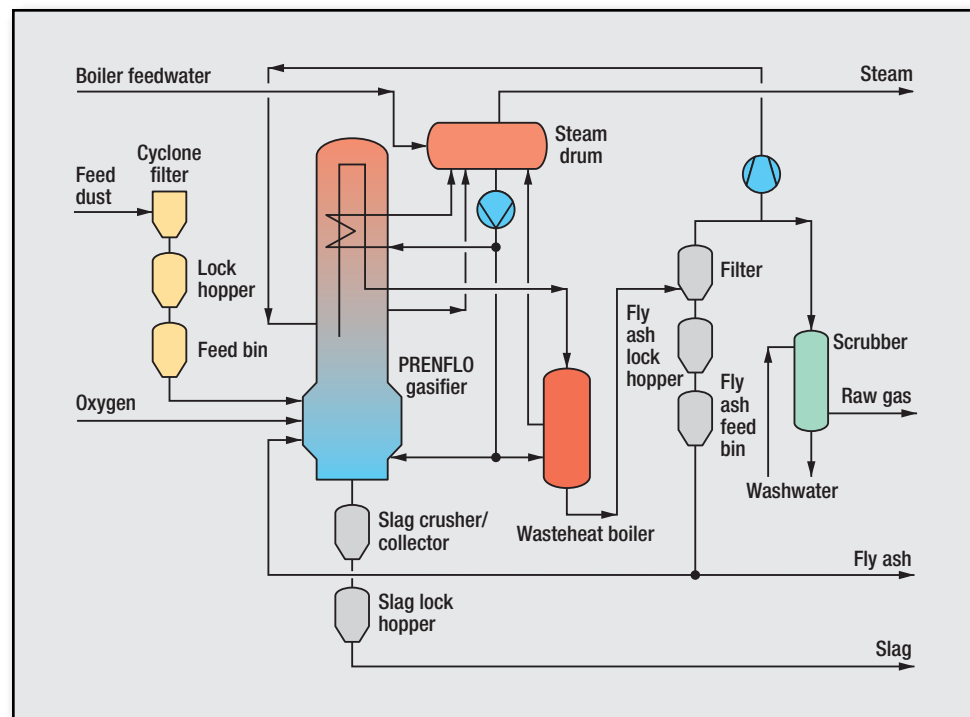 Boiler feedwater
Steam
Steam
drum
Cyclone
filter
Feed
dust
Lock
hopper
Filter
Fly
ash
lock
hopper
Feed bin
Scrubber
PRENFLO
gasifier
Fly
ash
feed
bin
Oxygen
Raw gas
Washwater
Slag crusher/
collector
Wasteheat boiler
Fly ash
Slag lock
hopper
Slag